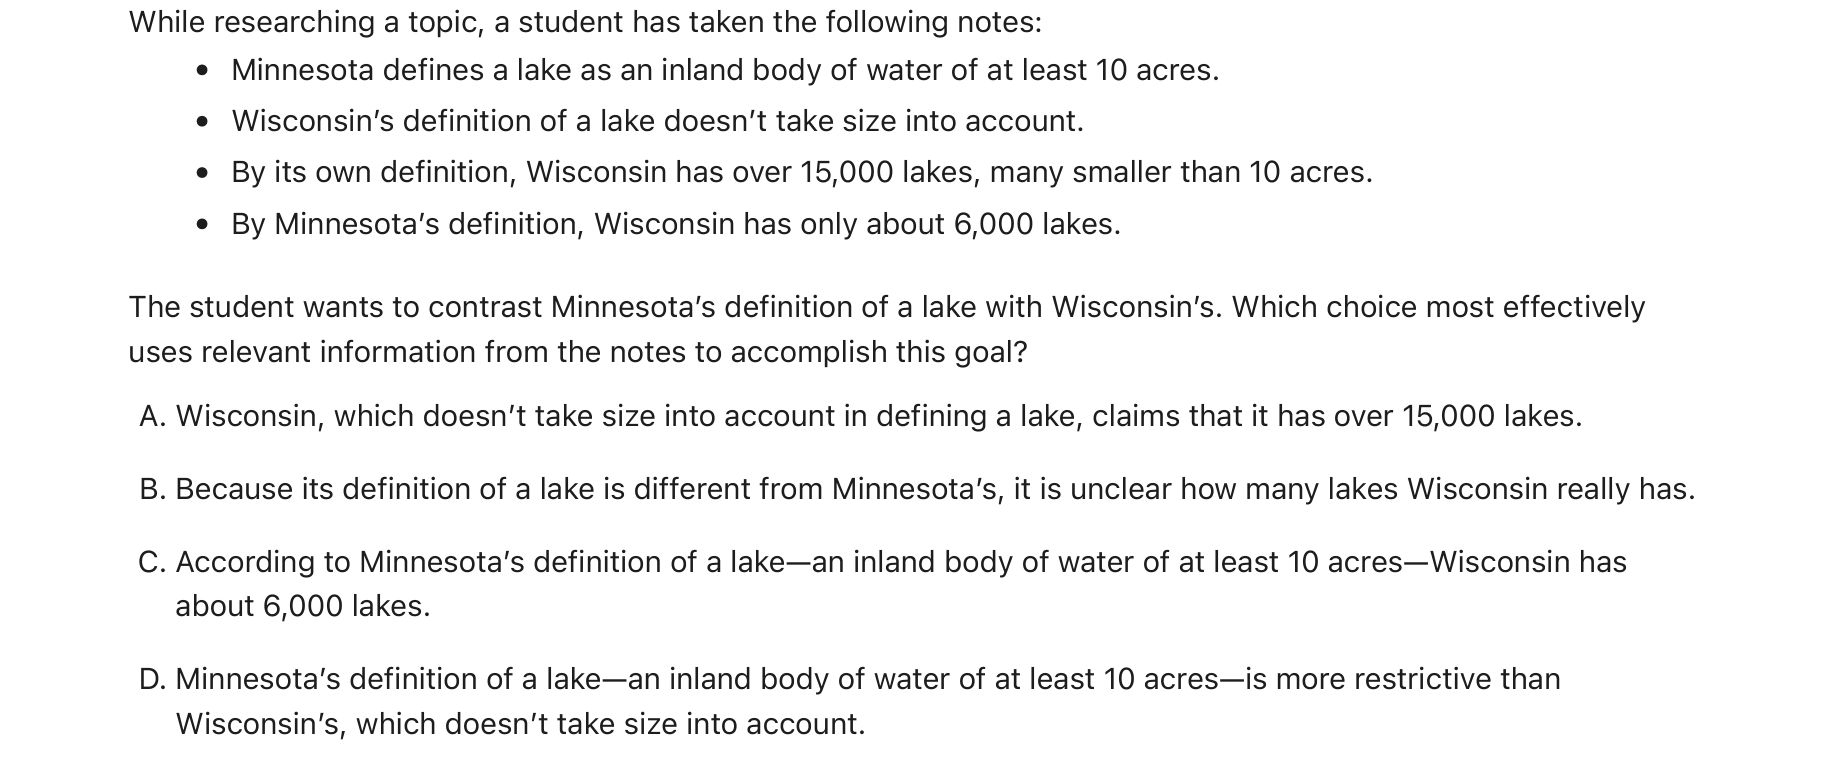 While researching a topic, a student has taken the following notes:
• Minnesota defines a lake as an inland body of water of at least 10 acres.
• Wisconsin’s definition of a lake doesn’t take size into account.
• By its own definition, Wisconsin has over 15,000 lakes, many smaller than 10 acres.
• By Minnesota’s definition, Wisconsin has only about 6,000 lakes.
The student wants to contrast Minnesota’s definition of a lake with Wisconsin’s. Which choice most effectively
uses relevant information from the notes to accomplish this goal?
A. Wisconsin, which doesn’t take size into account in defining a lake, claims that it has over 15,000 lakes.
B. Because its definition of a lake is different from Minnesota’s, it is unclear how many lakes Wisconsin really has.
C. According to Minnesota’s definition of a lake—an inland body of water of at least 10 acres—Wisconsin has
about 6,000 lakes.
D. Minnesota’s definition of a lake—an inland body of water of at least 10 acres—is more restrictive than
Wisconsin’s, which doesn’t take size into account.